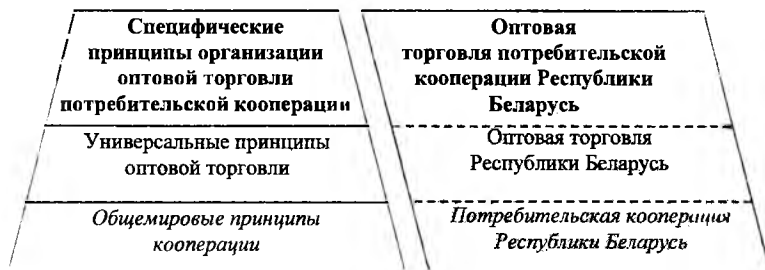 Специфические
принципы организации
оптовой торговли
потребительской кооперации
Универсальные принципы
оптовой торговли
Общемировые принципы
кооперации
Оптовая
торговля потребительской
кооперации Республики
Беларусь
Оптовая торговля
Республики Беларусь
Потребительская кооперация
Республики Беларусь